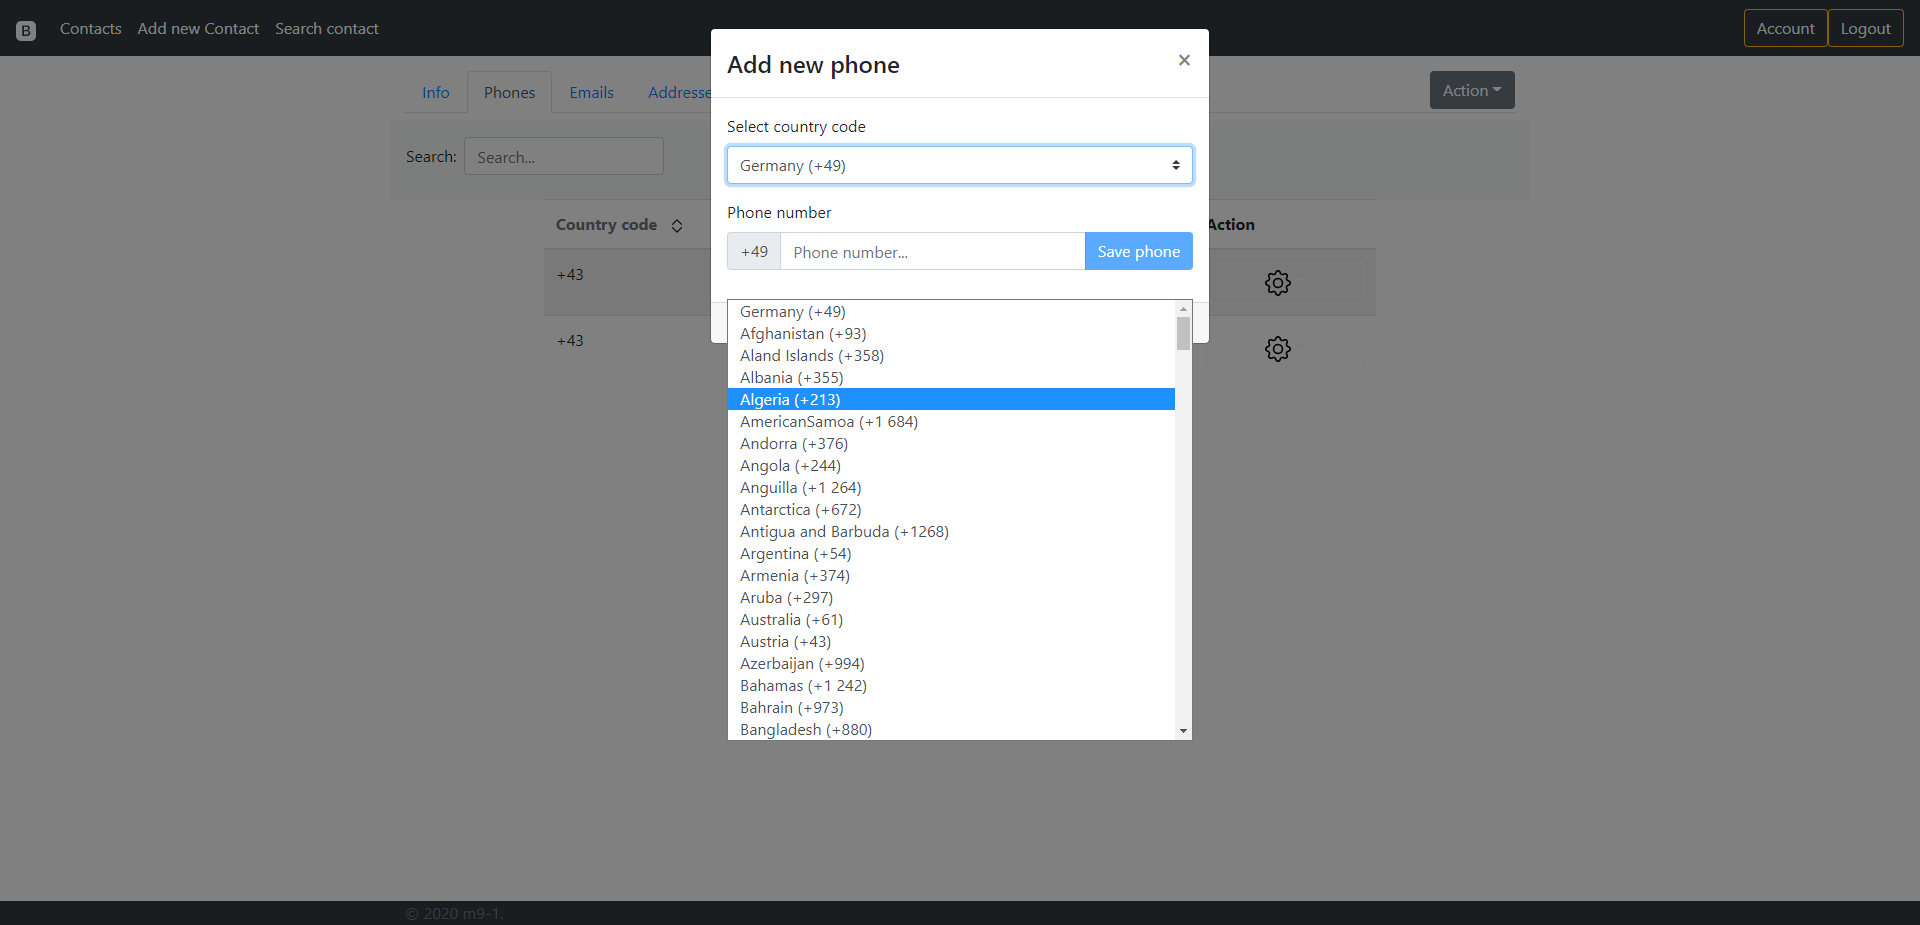 B Contacts Add new Contact Search contact Account Logout
Add new phone ×
Info Phones Emails Addresse Action
Select country code
Search: Search... Germany (+49)
Phone number
Country code Action
+49 Phone number... Save phone
+43
+43
Germany (+49)
Afghanistan (+93)
Aland Islands (+358)
Albania (+355)
Algeria (+213)
AmericanSamoa (+1 684)
Andorra (+376)
Angola (+244)
Anguilla (+1 264)
Antarctica (+672)
Antigua and Barbuda (+1268)
Argentina (+54)
Armenia (+374)
Aruba (+297)
Australia (+61)
Austria (+43)
Azerbaijan (+994)
Bahamas (+1 242)
Bahrain (+973)
Bangladesh (+880)
© 2020 m9-1.